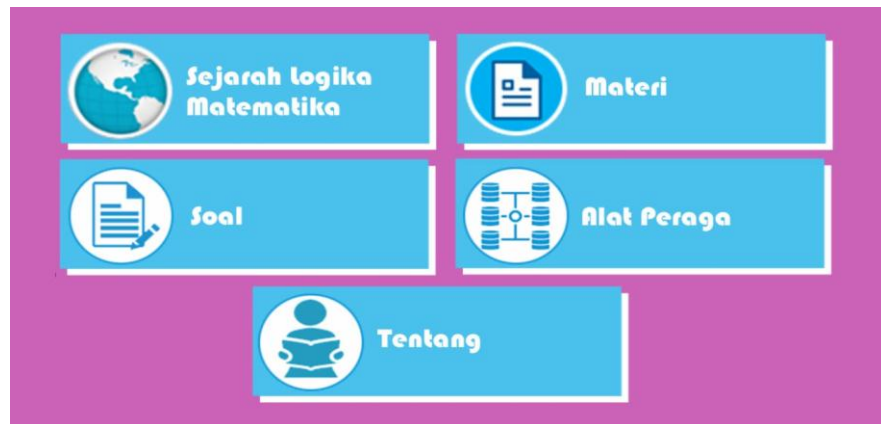 Sejarah Logika
Matematika
Materi
Soal
Alat Peraga
Tentang